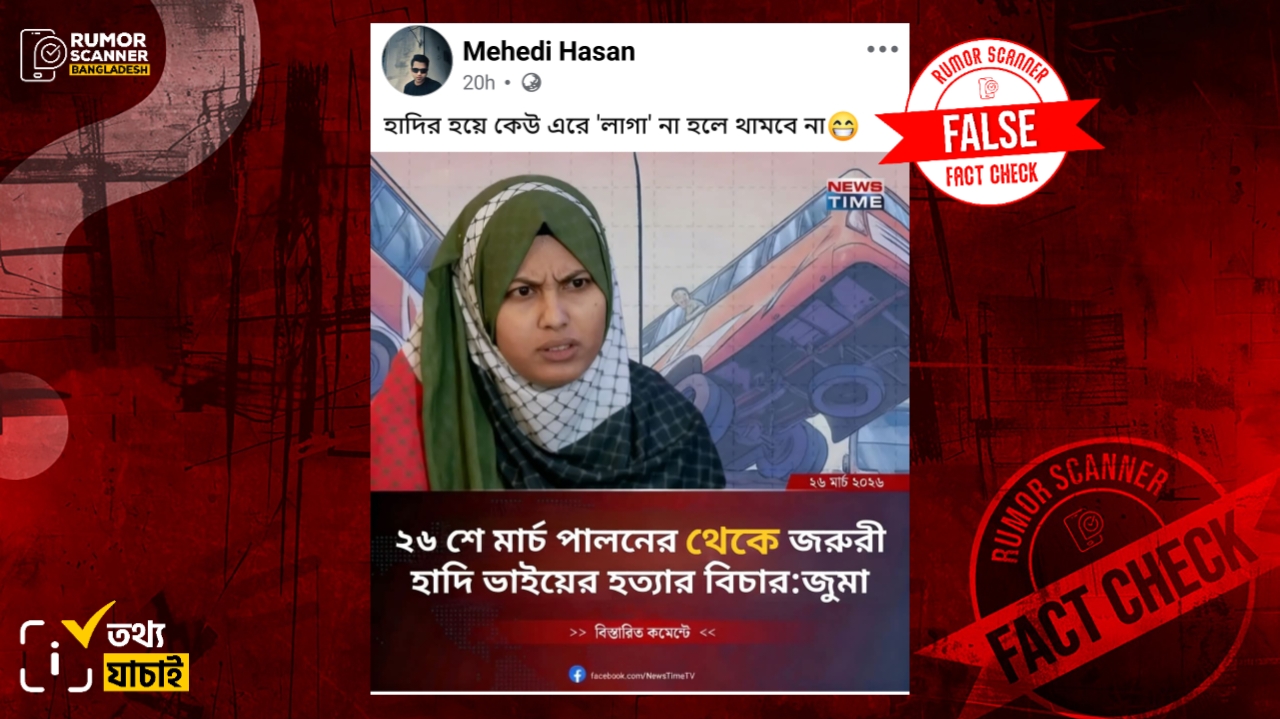 RUMOR
SCANNER
BANGLADESH
Mehedi Hasan
20h
হাদির হয়ে কেউ এরে 'লাগা' না হলে থামবে না😁
RUMOR SCANNER
FALSE
FACT CHECK
NEWS
TIME
২৬ মার্চ ২০২৬
২৬ শে মার্চ পালনের থেকে জরুরী
হাদি ভাইয়ের হত্যার বিচার:জুমা
>> বিস্তারিত কমেন্টে <<
facebook.com/NewsTimeTV
RUMOR SCANNER
FACT CHECK
তথ্য
যাচাই